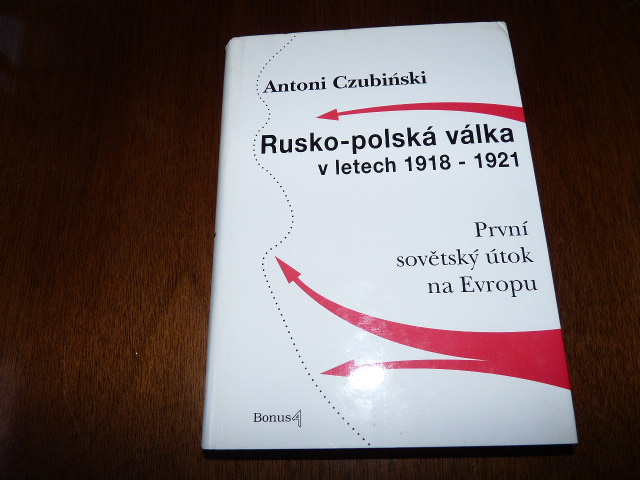 Antoni Czubiński
Rusko-polská válka
v letech 1918 - 1921
První
sovětský útok
na Evropu
Bonus A